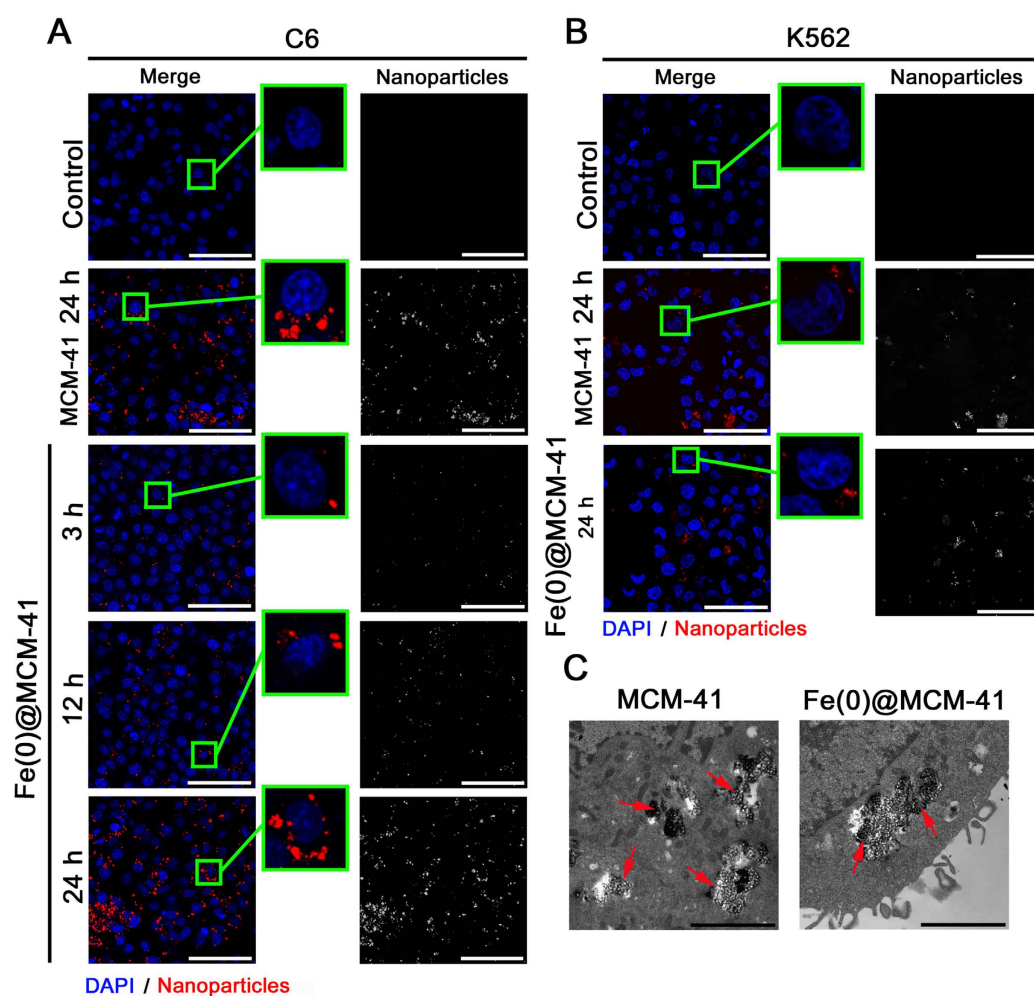 A
C6
Merge
Nanoparticles
Control
MCM-41 24 h
Fe(0)@MCM-41
3 h
12 h
24 h
DAPI / Nanoparticles
B
K562
Merge
Nanoparticles
Control
MCM-41 24 h
Fe(0)@MCM-41
24 h
DAPI / Nanoparticles
C
MCM-41
Fe(0)@MCM-41